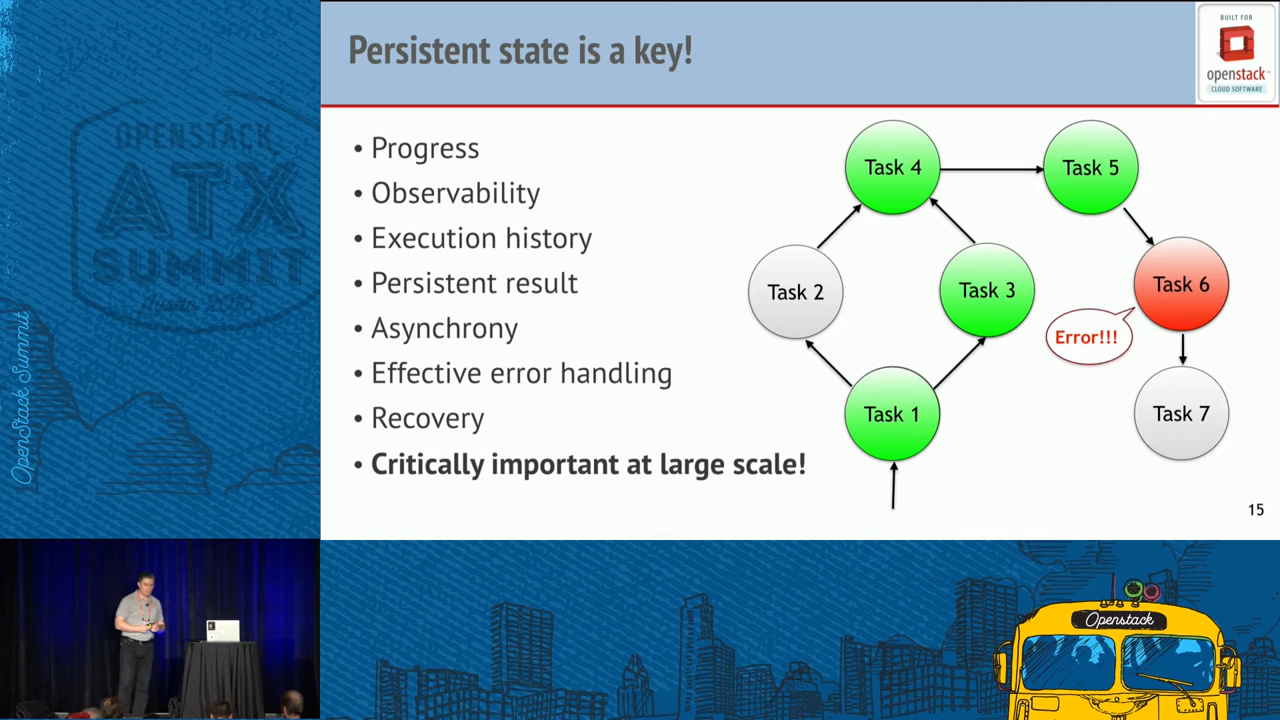 Persistent state is a key!
BUILT FOR
openstack
CLOUD SOFTWARE
• Progress
• Observability
• Execution history
• Persistent result
• Asynchrony
• Effective error handling
• Recovery
• Critically important at large scale!
Task 4
Task 5
Task 2
Task 3
Task 6
Error!!!
Task 1
Task 7
15
OPENSTACK
ATX
SUMMIT
OpenStack Summit
Openstack